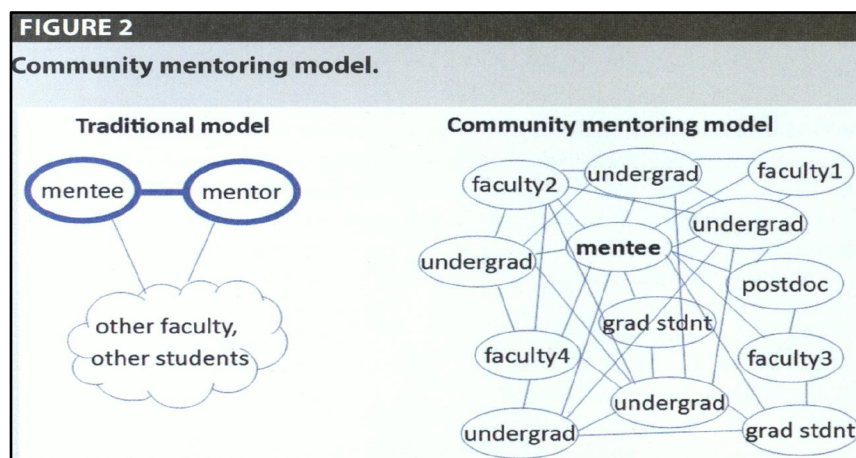 FIGURE 2
Community mentoring model.
Traditional model
mentee
mentor
other faculty,
other students
Community mentoring model
undergrad
faculty1
faculty2
undergrad
mentee
undergrad
postdoc
grad stdnt
faculty4
faculty3
undergrad
undergrad
grad stdnt